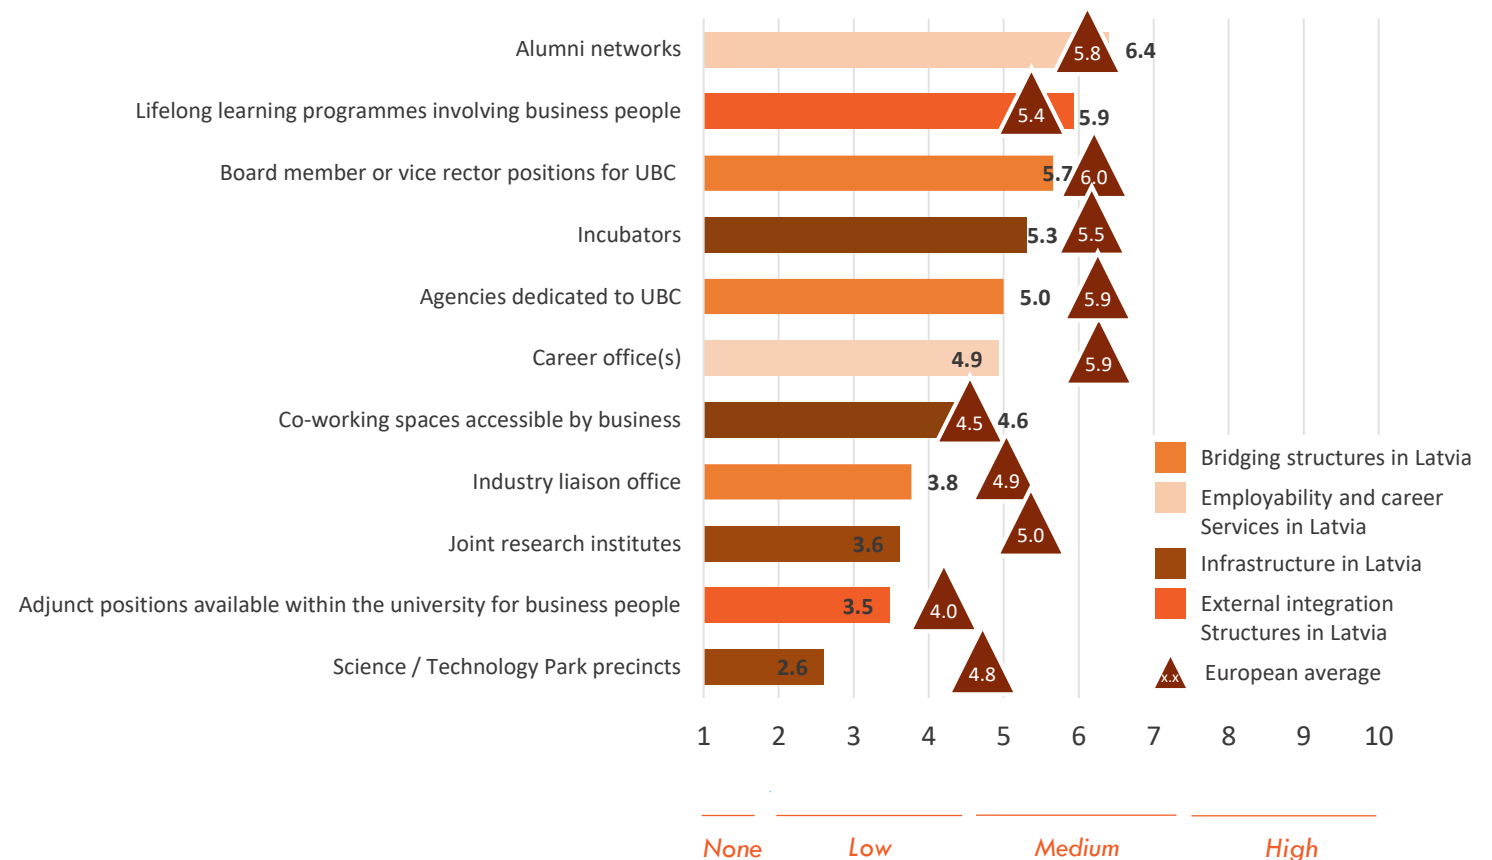 Alumni networks 5.8 6.4
Lifelong learning programmes involving business people 5.4 5.9
Board member or vice rector positions for UBC 5.7 6.0
Incubators 5.3 5.5
Agencies dedicated to UBC 5.0 5.9
Career office(s) 4.9 5.9
Co-working spaces accessible by business 4.5 4.6
Industry liaison office 3.8 4.9
Joint research institutes 3.6 5.0
Adjunct positions available within the university for business people 3.5 4.0
Science / Technology Park precincts 2.6 4.8
Bridging structures in Latvia
Employability and career
Services in Latvia
Infrastructure in Latvia
External integration
Structures in Latvia
x.x European average
1 2 3 4 5 6 7 8 9 10
None Low Medium High